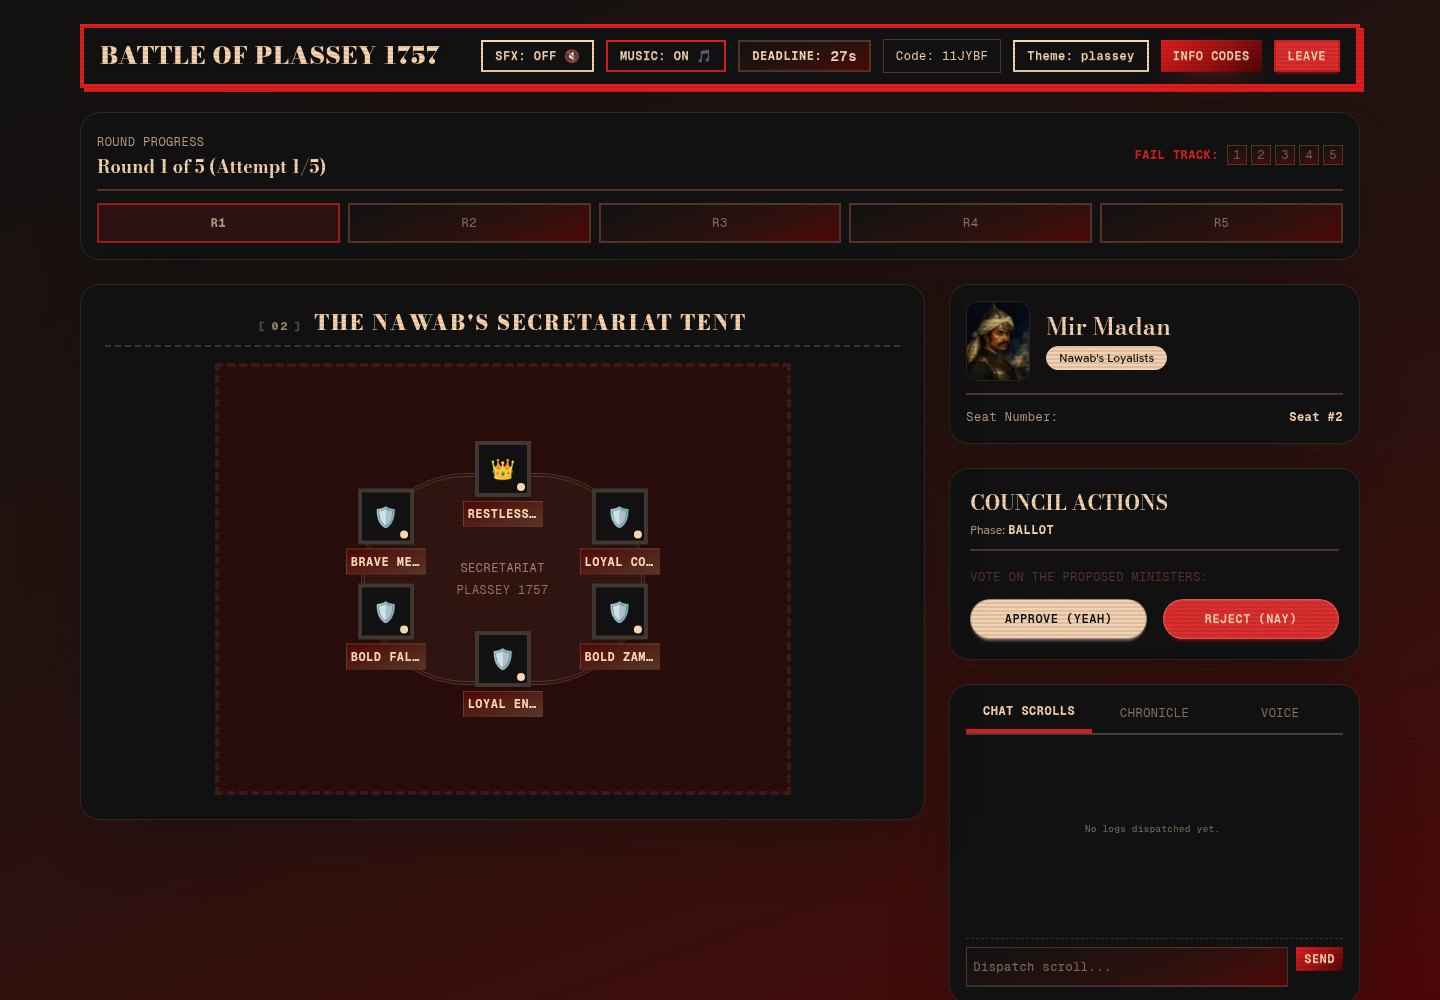 BATTLE OF PLASSEY 1757
SFX: OFF 🔇
MUSIC: ON 🎵
DEADLINE: 27s
Code: 11JYBF
Theme: plassey
INFO CODES
LEAVE
ROUND PROGRESS
Round 1 of 5 (Attempt 1/5)
FAIL TRACK: 1 2 3 4 5
R1 R2 R3 R4 R5
[ 02 ] THE NAWAB'S SECRETARIAT TENT
RESTLESS…
BRAVE ME…
LOYAL CO…
SECRETARIAT
PLASSEY 1757
BOLD FAL…
BOLD ZAM…
LOYAL EN…
Mir Madan
Nawab's Loyalists
Seat Number: Seat #2
COUNCIL ACTIONS
Phase: BALLOT
VOTE ON THE PROPOSED MINISTERS:
APPROVE (YEAH)
REJECT (NAY)
CHAT SCROLLS
CHRONICLE
VOICE
No logs dispatched yet.
Dispatch scroll...
SEND